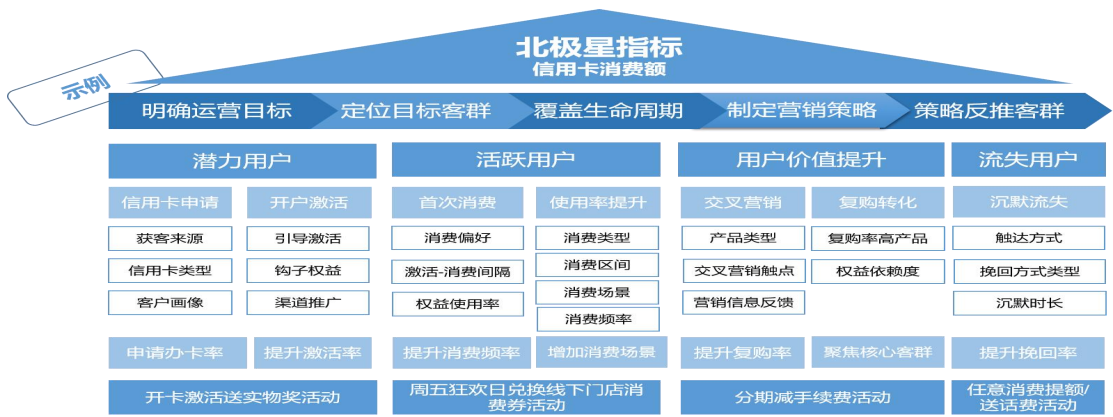 北极星指标
信用卡消费额
示例
明确运营目标 定位目标客群 覆盖生命周期 制定营销策略 策略反推客群
潜力用户 活跃用户 用户价值提升 流失用户
信用卡申请 开户激活 首次消费 使用率提升 交叉营销 复购转化 沉默流失
获客来源 引导激活 消费偏好 消费类型 产品类型 复购率高产品 触达方式
信用卡类型 钩子权益 激活-消费间隔 消费区间 交叉营销触点 权益依赖度 挽回方式类型
客户画像 渠道推广 权益使用率 消费场景 营销信息反馈 沉默时长
消费频率
申请办卡率 提升激活率 提升消费频率 增加消费场景 提升复购率 聚焦核心客群 提升挽回率
开卡激活送实物奖活动 周五狂欢日兑换线下门店消 分期减手续费活动 任意消费提额/
费券活动 送话费活动